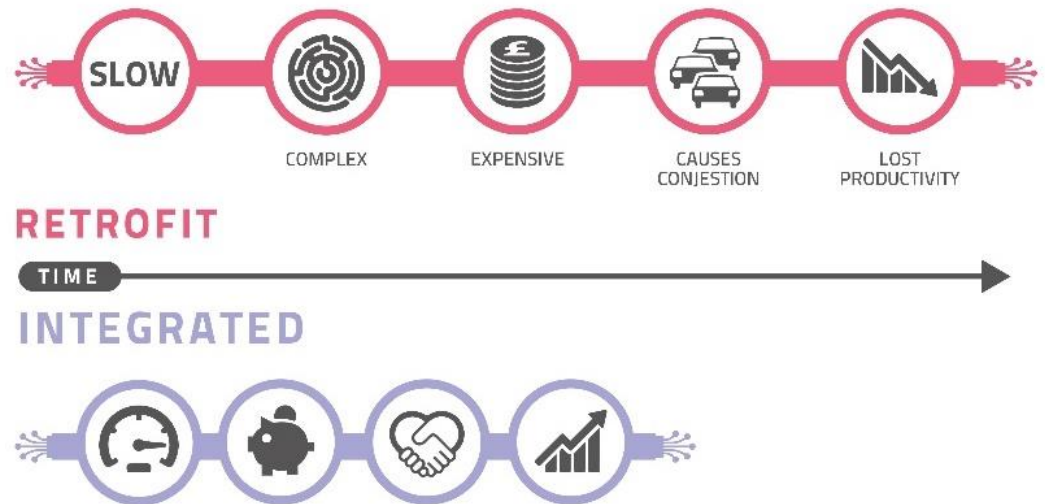 SLOW
£
COMPLEX
EXPENSIVE
CAUSES
CONJESTION
LOST
PRODUCTIVITY
RETROFIT
TIME
INTEGRATED